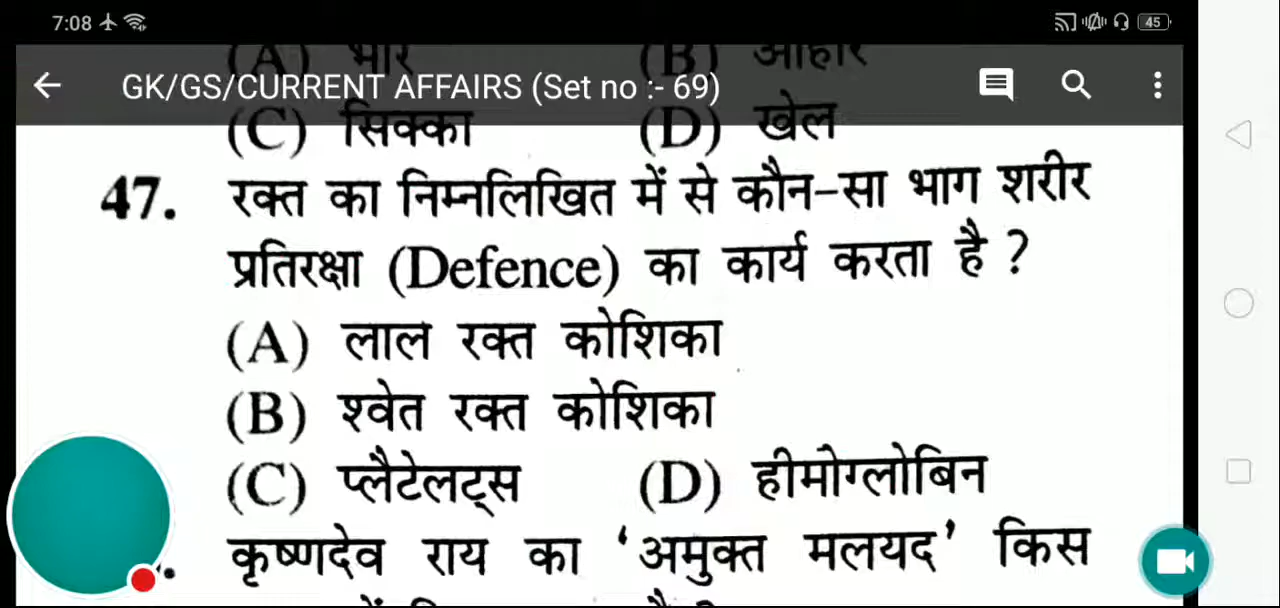 7:08
45
(A) भार (B) आहार
GK/GS/CURRENT AFFAIRS (Set no :- 69)
(C) सिक्का (D) खेल
47. रक्त का निम्नलिखित में से कौन-सा भाग शरीर
प्रतिरक्षा (Defence) का कार्य करता है ?
(A) लाल रक्त कोशिका
(B) श्वेत रक्त कोशिका
(C) प्लैटेलट्स (D) हीमोग्लोबिन
कृष्णदेव राय का ‘अमुक्त मलयद’ किस